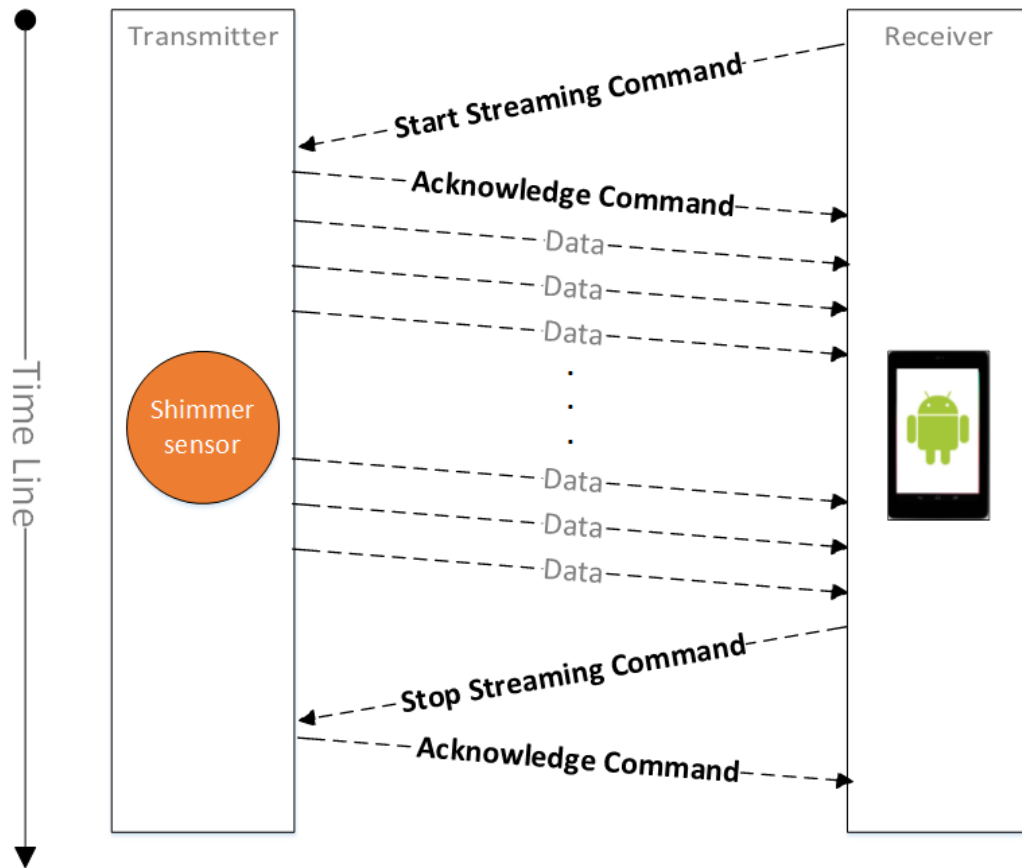 Transmitter
Receiver
Start Streaming Command
Acknowledge Command
Data
Data
Data
.
.
.
Time Line
Shimmer
sensor
Data
Data
Data
Stop Streaming Command
Acknowledge Command